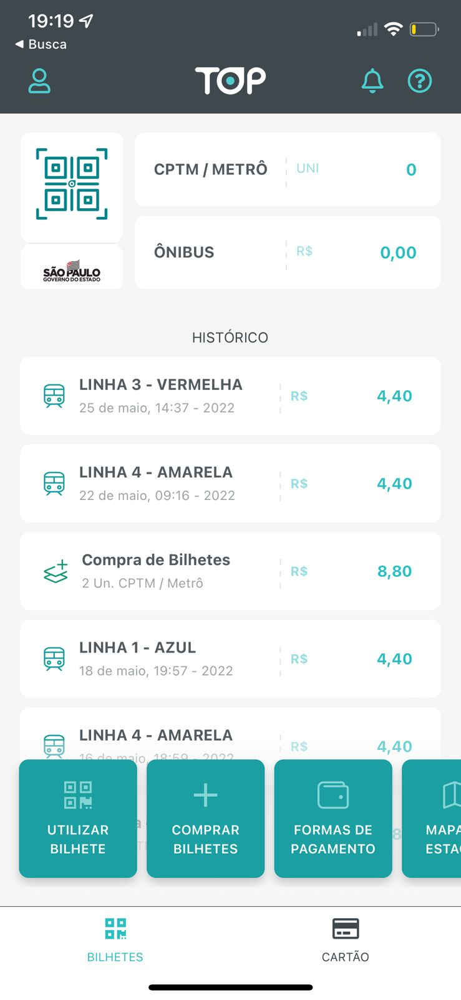 19:19
◀ Busca
TOP
CPTM / METRÔ UNI 0
SÃO PAULO
GOVERNO DO ESTADO
ÔNIBUS R$ 0,00
HISTÓRICO
LINHA 3 - VERMELHA
25 de maio, 14:37 - 2022
R$ 4,40
LINHA 4 - AMARELA
22 de maio, 09:16 - 2022
R$ 4,40
Compra de Bilhetes
2 Un. CPTM / Metrô
R$ 8,80
LINHA 1 - AZUL
18 de maio, 19:57 - 2022
R$ 4,40
LINHA 4 - AMARELA
16 de maio, 18:59 - 2022
R$ 4,40
UTILIZAR
BILHETE
COMPRAR
BILHETES
FORMAS DE
PAGAMENTO
MAPA
ESTA
BILHETES
CARTÃO